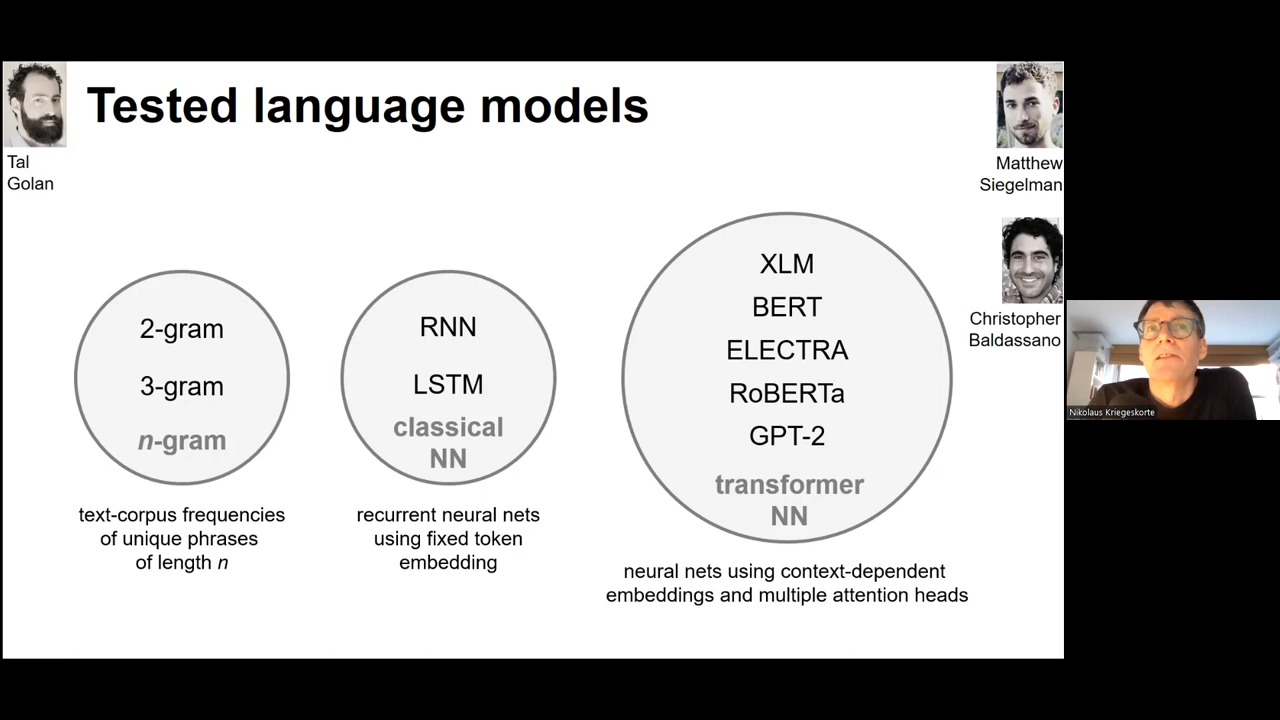 Tested language models
Tal
Golan
Matthew
Siegelman
Christopher
Baldassano
2-gram
3-gram
n-gram
text-corpus frequencies
of unique phrases
of length n
RNN
LSTM
classical
NN
recurrent neural nets
using fixed token
embedding
XLM
BERT
ELECTRA
RoBERTa
GPT-2
transformer
NN
neural nets using context-dependent
embeddings and multiple attention heads
Nikolaus Kriegeskorte